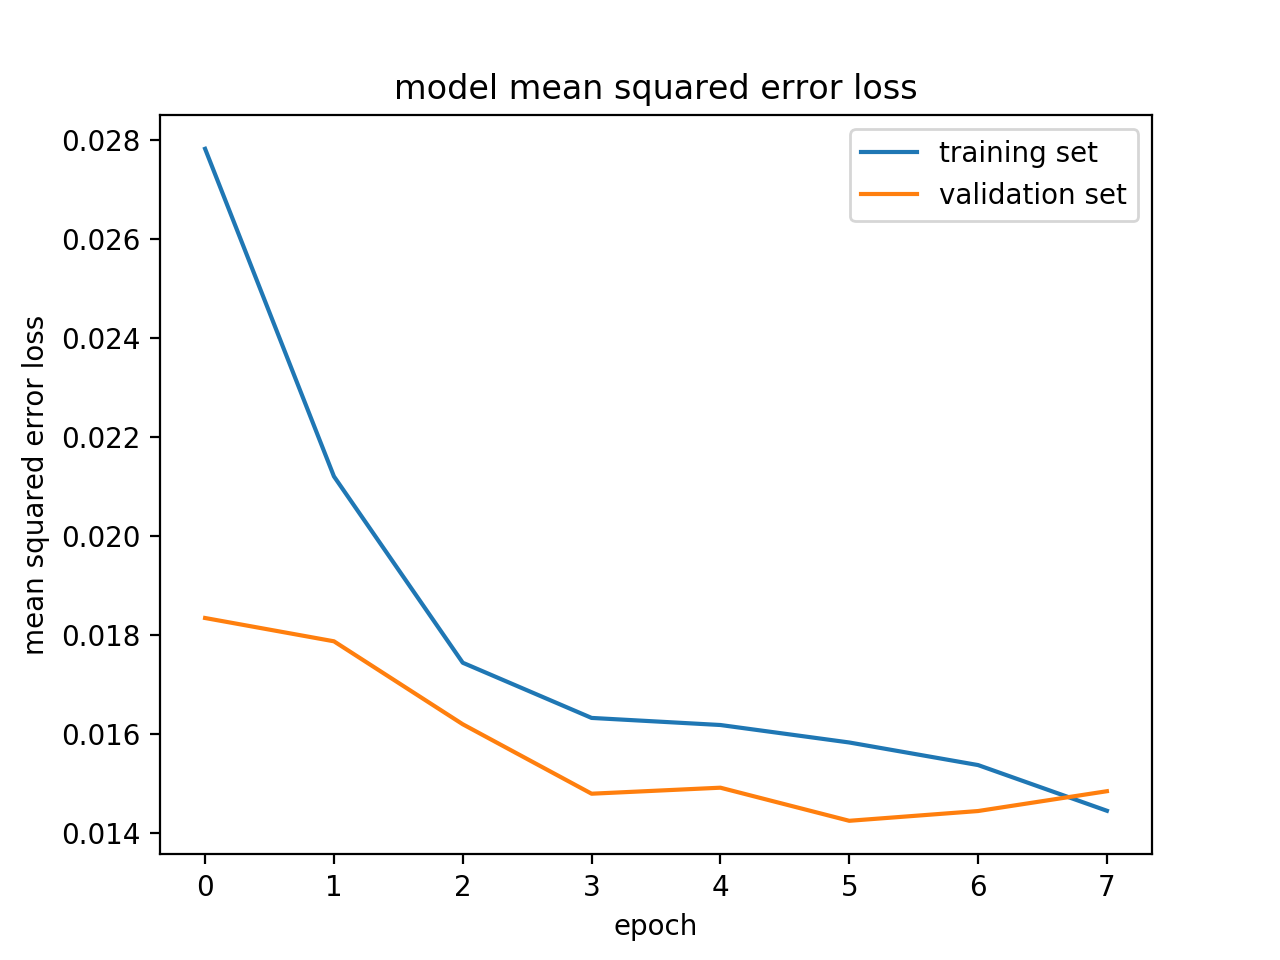 model mean squared error loss
training set
validation set
0.028
0.026
0.024
0.022
0.020
0.018
0.016
0.014
mean squared error loss
0 1 2 3 4 5 6 7
epoch